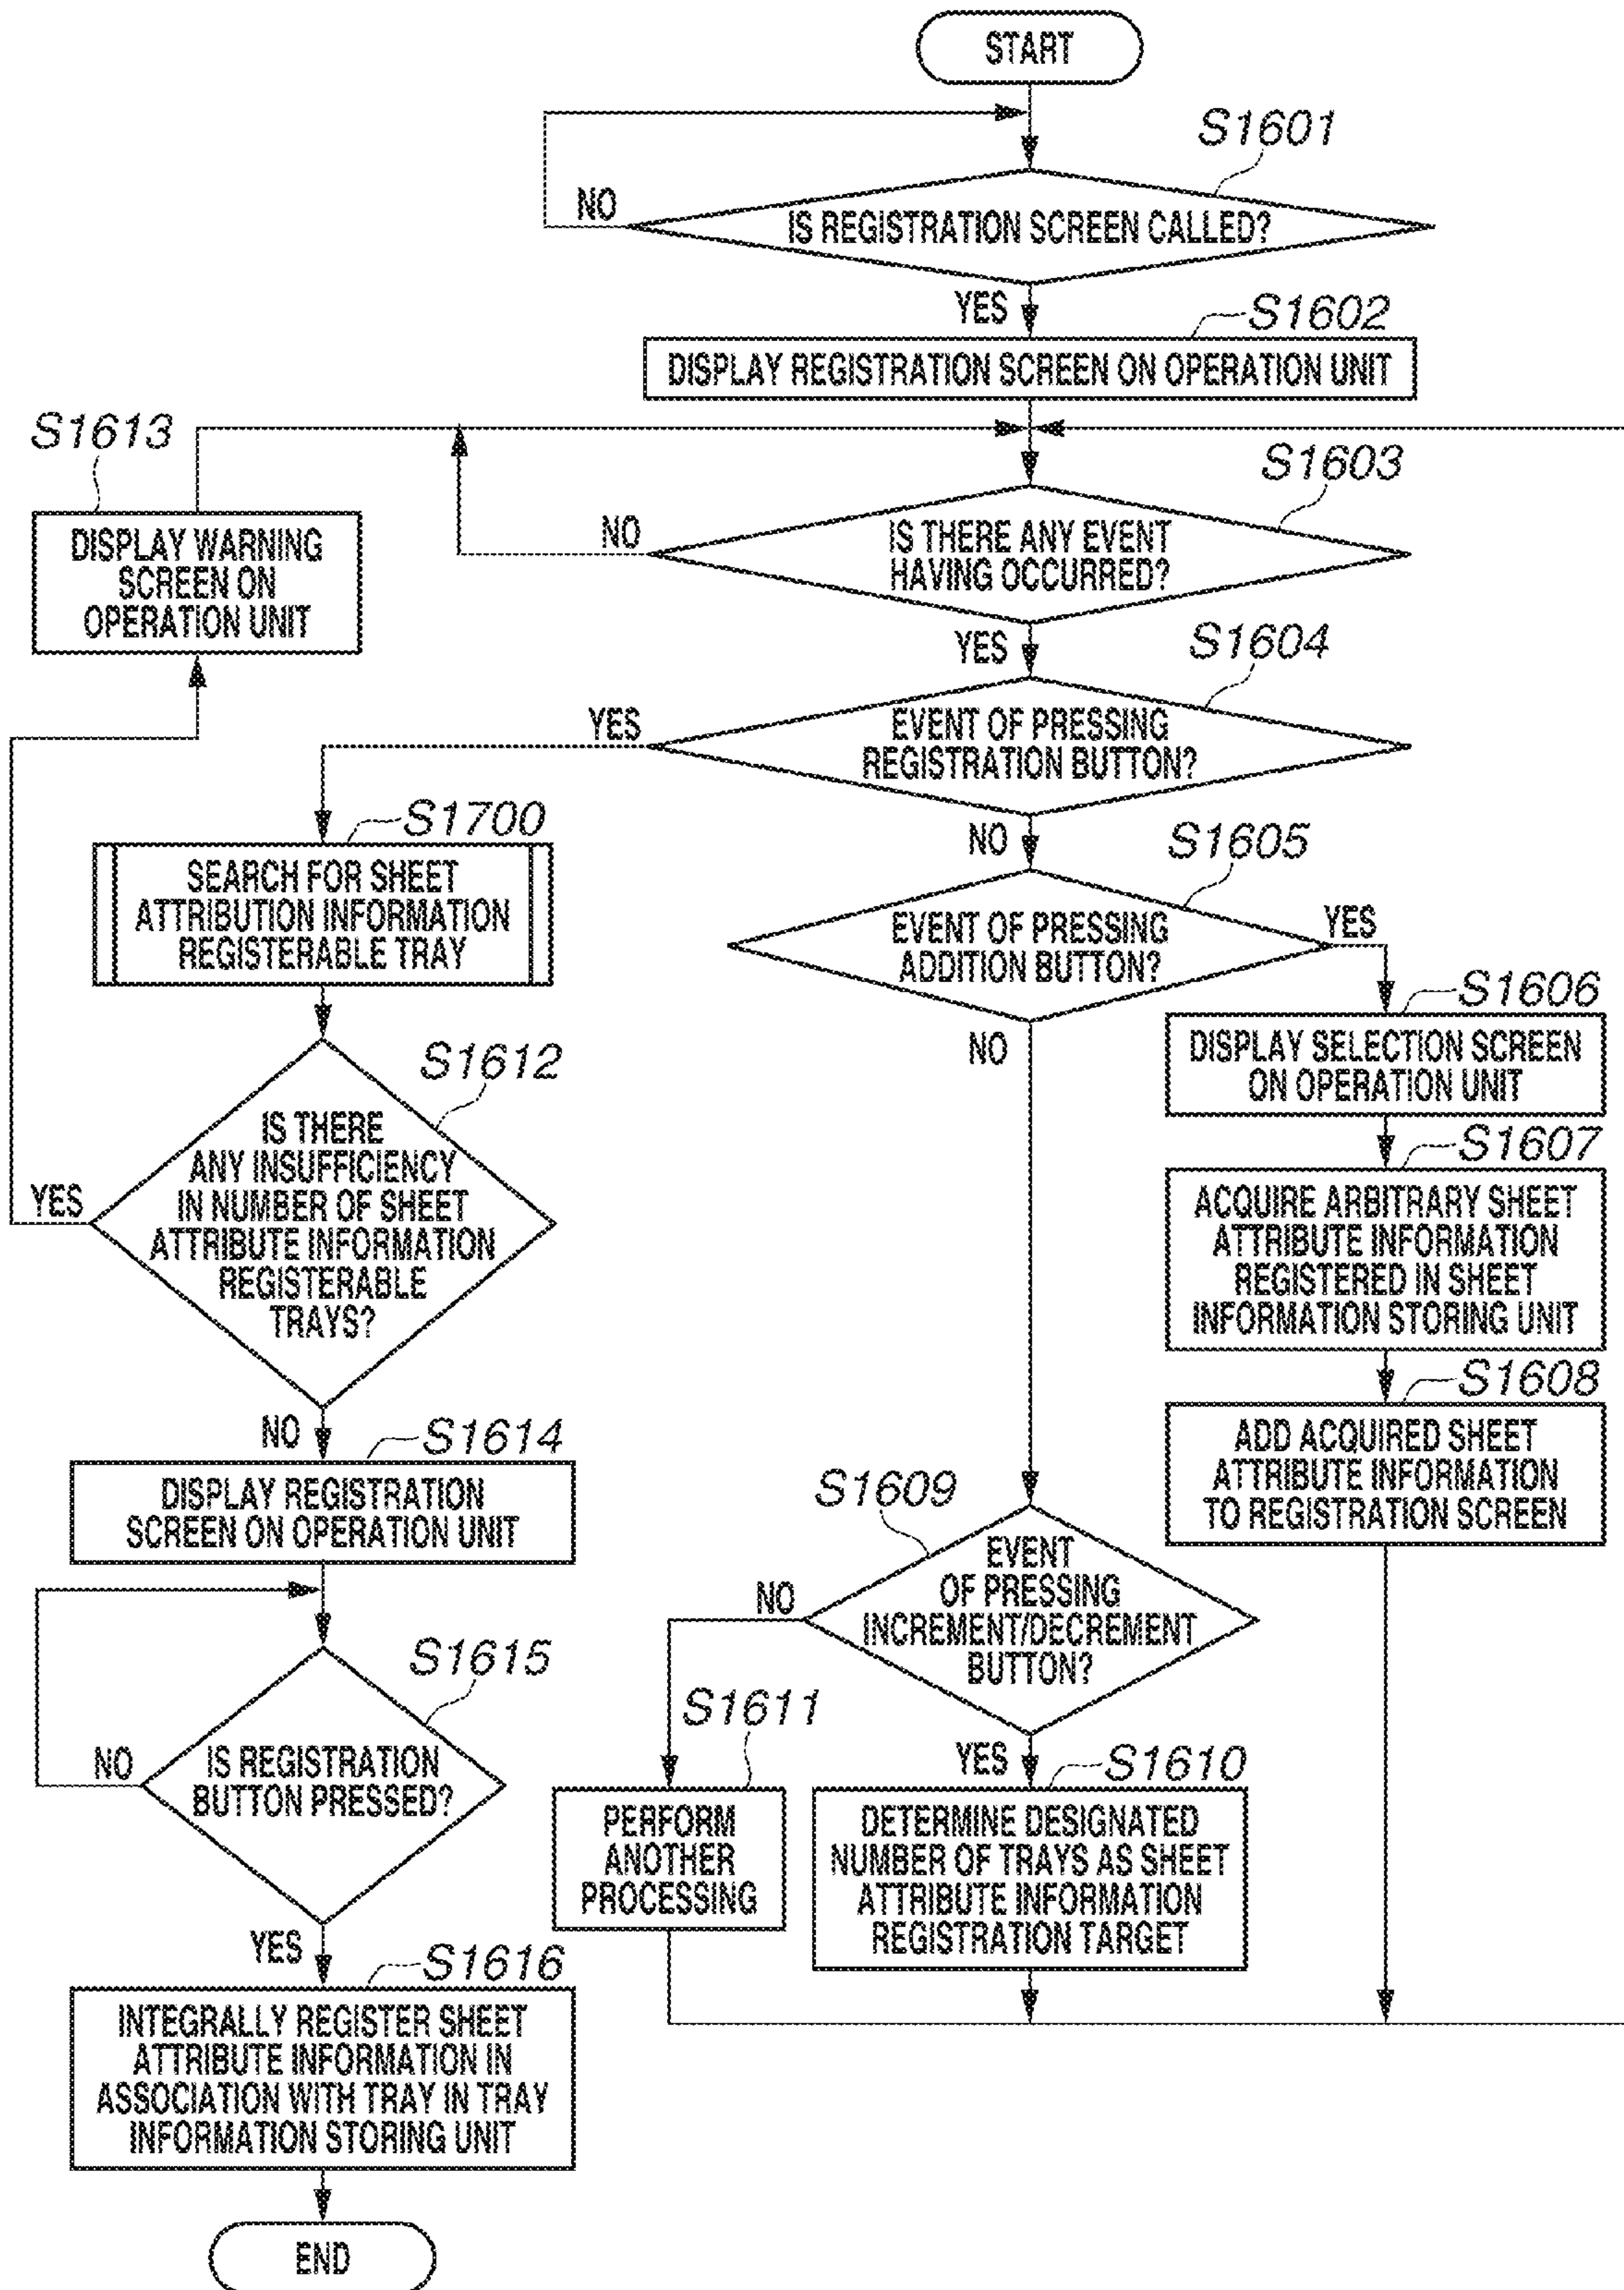 START
S1601
NO
IS REGISTRATION SCREEN CALLED?
YES
S1602
DISPLAY REGISTRATION SCREEN ON OPERATION UNIT
S1613
DISPLAY WARNING
SCREEN ON
OPERATION UNIT
S1603
NO
IS THERE ANY EVENT
HAVING OCCURRED?
YES
S1604
YES
EVENT OF PRESSING
REGISTRATION BUTTON?
NO
S1700
SEARCH FOR SHEET
ATTRIBUTION INFORMATION
REGISTERABLE TRAY
S1605
EVENT OF PRESSING
ADDITION BUTTON?
YES
NO
S1606
DISPLAY SELECTION SCREEN
ON OPERATION UNIT
S1607
ACQUIRE ARBITRARY SHEET
ATTRIBUTE INFORMATION
REGISTERED IN SHEET
INFORMATION STORING UNIT
S1608
ADD ACQUIRED SHEET
ATTRIBUTE INFORMATION
TO REGISTRATION SCREEN
S1612
IS THERE
ANY INSUFFICIENCY
IN NUMBER OF SHEET
ATTRIBUTE INFORMATION
REGISTERABLE
TRAYS?
YES
NO
S1614
DISPLAY REGISTRATION
SCREEN ON OPERATION UNIT
S1609
EVENT
OF PRESSING
INCREMENT/DECREMENT
BUTTON?
NO
YES
S1615
IS REGISTRATION
BUTTON PRESSED?
NO
YES
S1611
PERFORM
ANOTHER
PROCESSING
S1610
DETERMINE DESIGNATED
NUMBER OF TRAYS AS SHEET
ATTRIBUTE INFORMATION
REGISTRATION TARGET
S1616
INTEGRALLY REGISTER SHEET
ATTRIBUTE INFORMATION IN
ASSOCIATION WITH TRAY IN TRAY
INFORMATION STORING UNIT
END